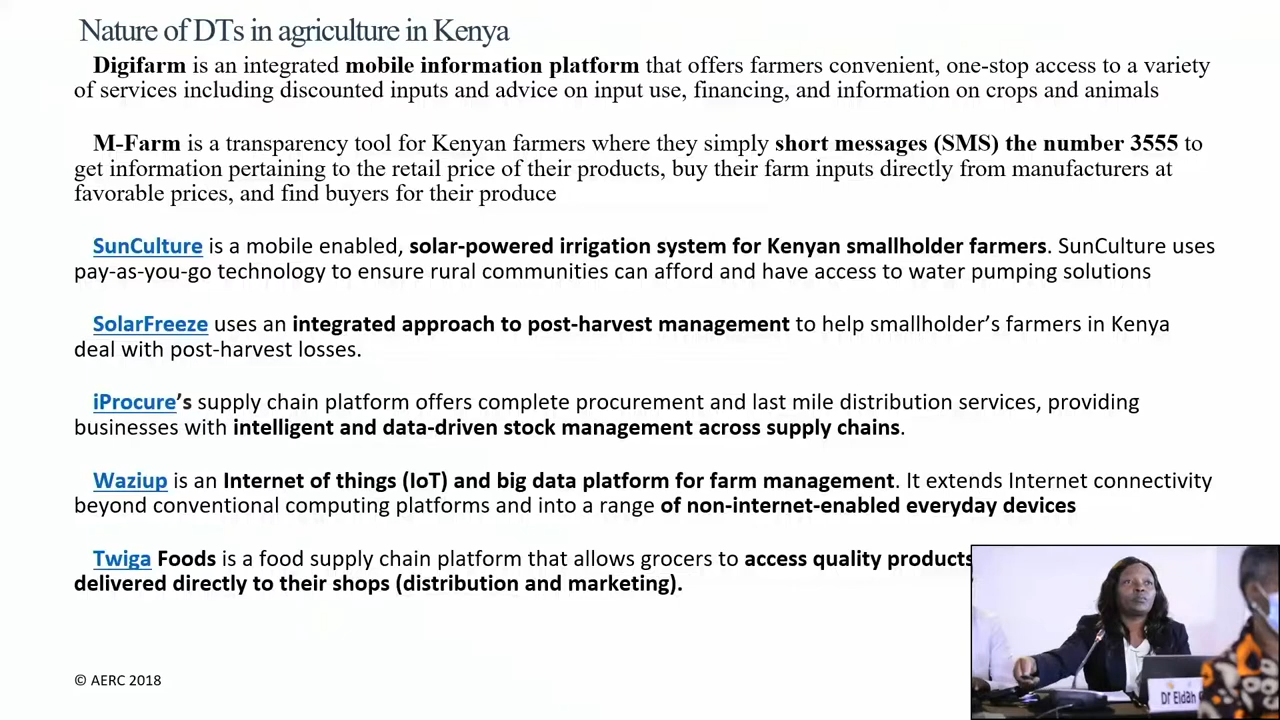 Nature of DTs in agriculture in Kenya
Digifarm is an integrated mobile information platform that offers farmers convenient, one-stop access to a variety
of services including discounted inputs and advice on input use, financing, and information on crops and animals
M-Farm is a transparency tool for Kenyan farmers where they simply short messages (SMS) the number 3555 to
get information pertaining to the retail price of their products, buy their farm inputs directly from manufacturers at
favorable prices, and find buyers for their produce
SunCulture is a mobile enabled, solar-powered irrigation system for Kenyan smallholder farmers. SunCulture uses
pay-as-you-go technology to ensure rural communities can afford and have access to water pumping solutions
SolarFreeze uses an integrated approach to post-harvest management to help smallholder’s farmers in Kenya
deal with post-harvest losses.
iProcure’s supply chain platform offers complete procurement and last mile distribution services, providing
businesses with intelligent and data-driven stock management across supply chains.
Waziup is an Internet of things (IoT) and big data platform for farm management. It extends Internet connectivity
beyond conventional computing platforms and into a range of non-internet-enabled everyday devices
Twiga Foods is a food supply chain platform that allows grocers to access quality products
delivered directly to their shops (distribution and marketing).
© AERC 2018
Dr Eldah